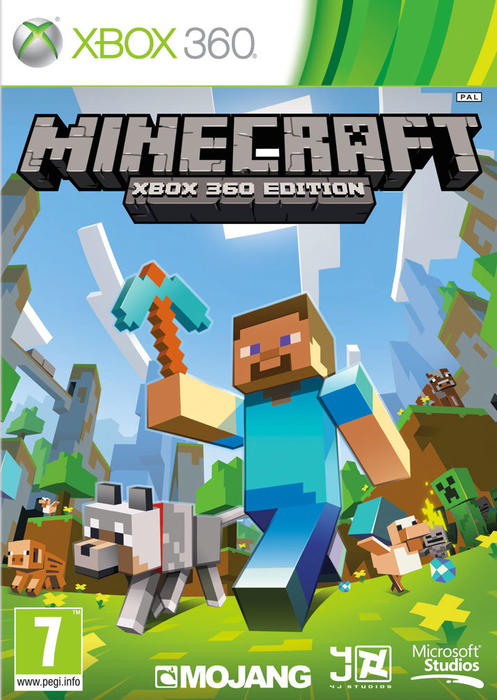 XBOX 360
PAL
MINECRAFT
XBOX 360 EDITION
7
www.pegi.info
MOJANG
4J STUDIOS
Microsoft
Studios